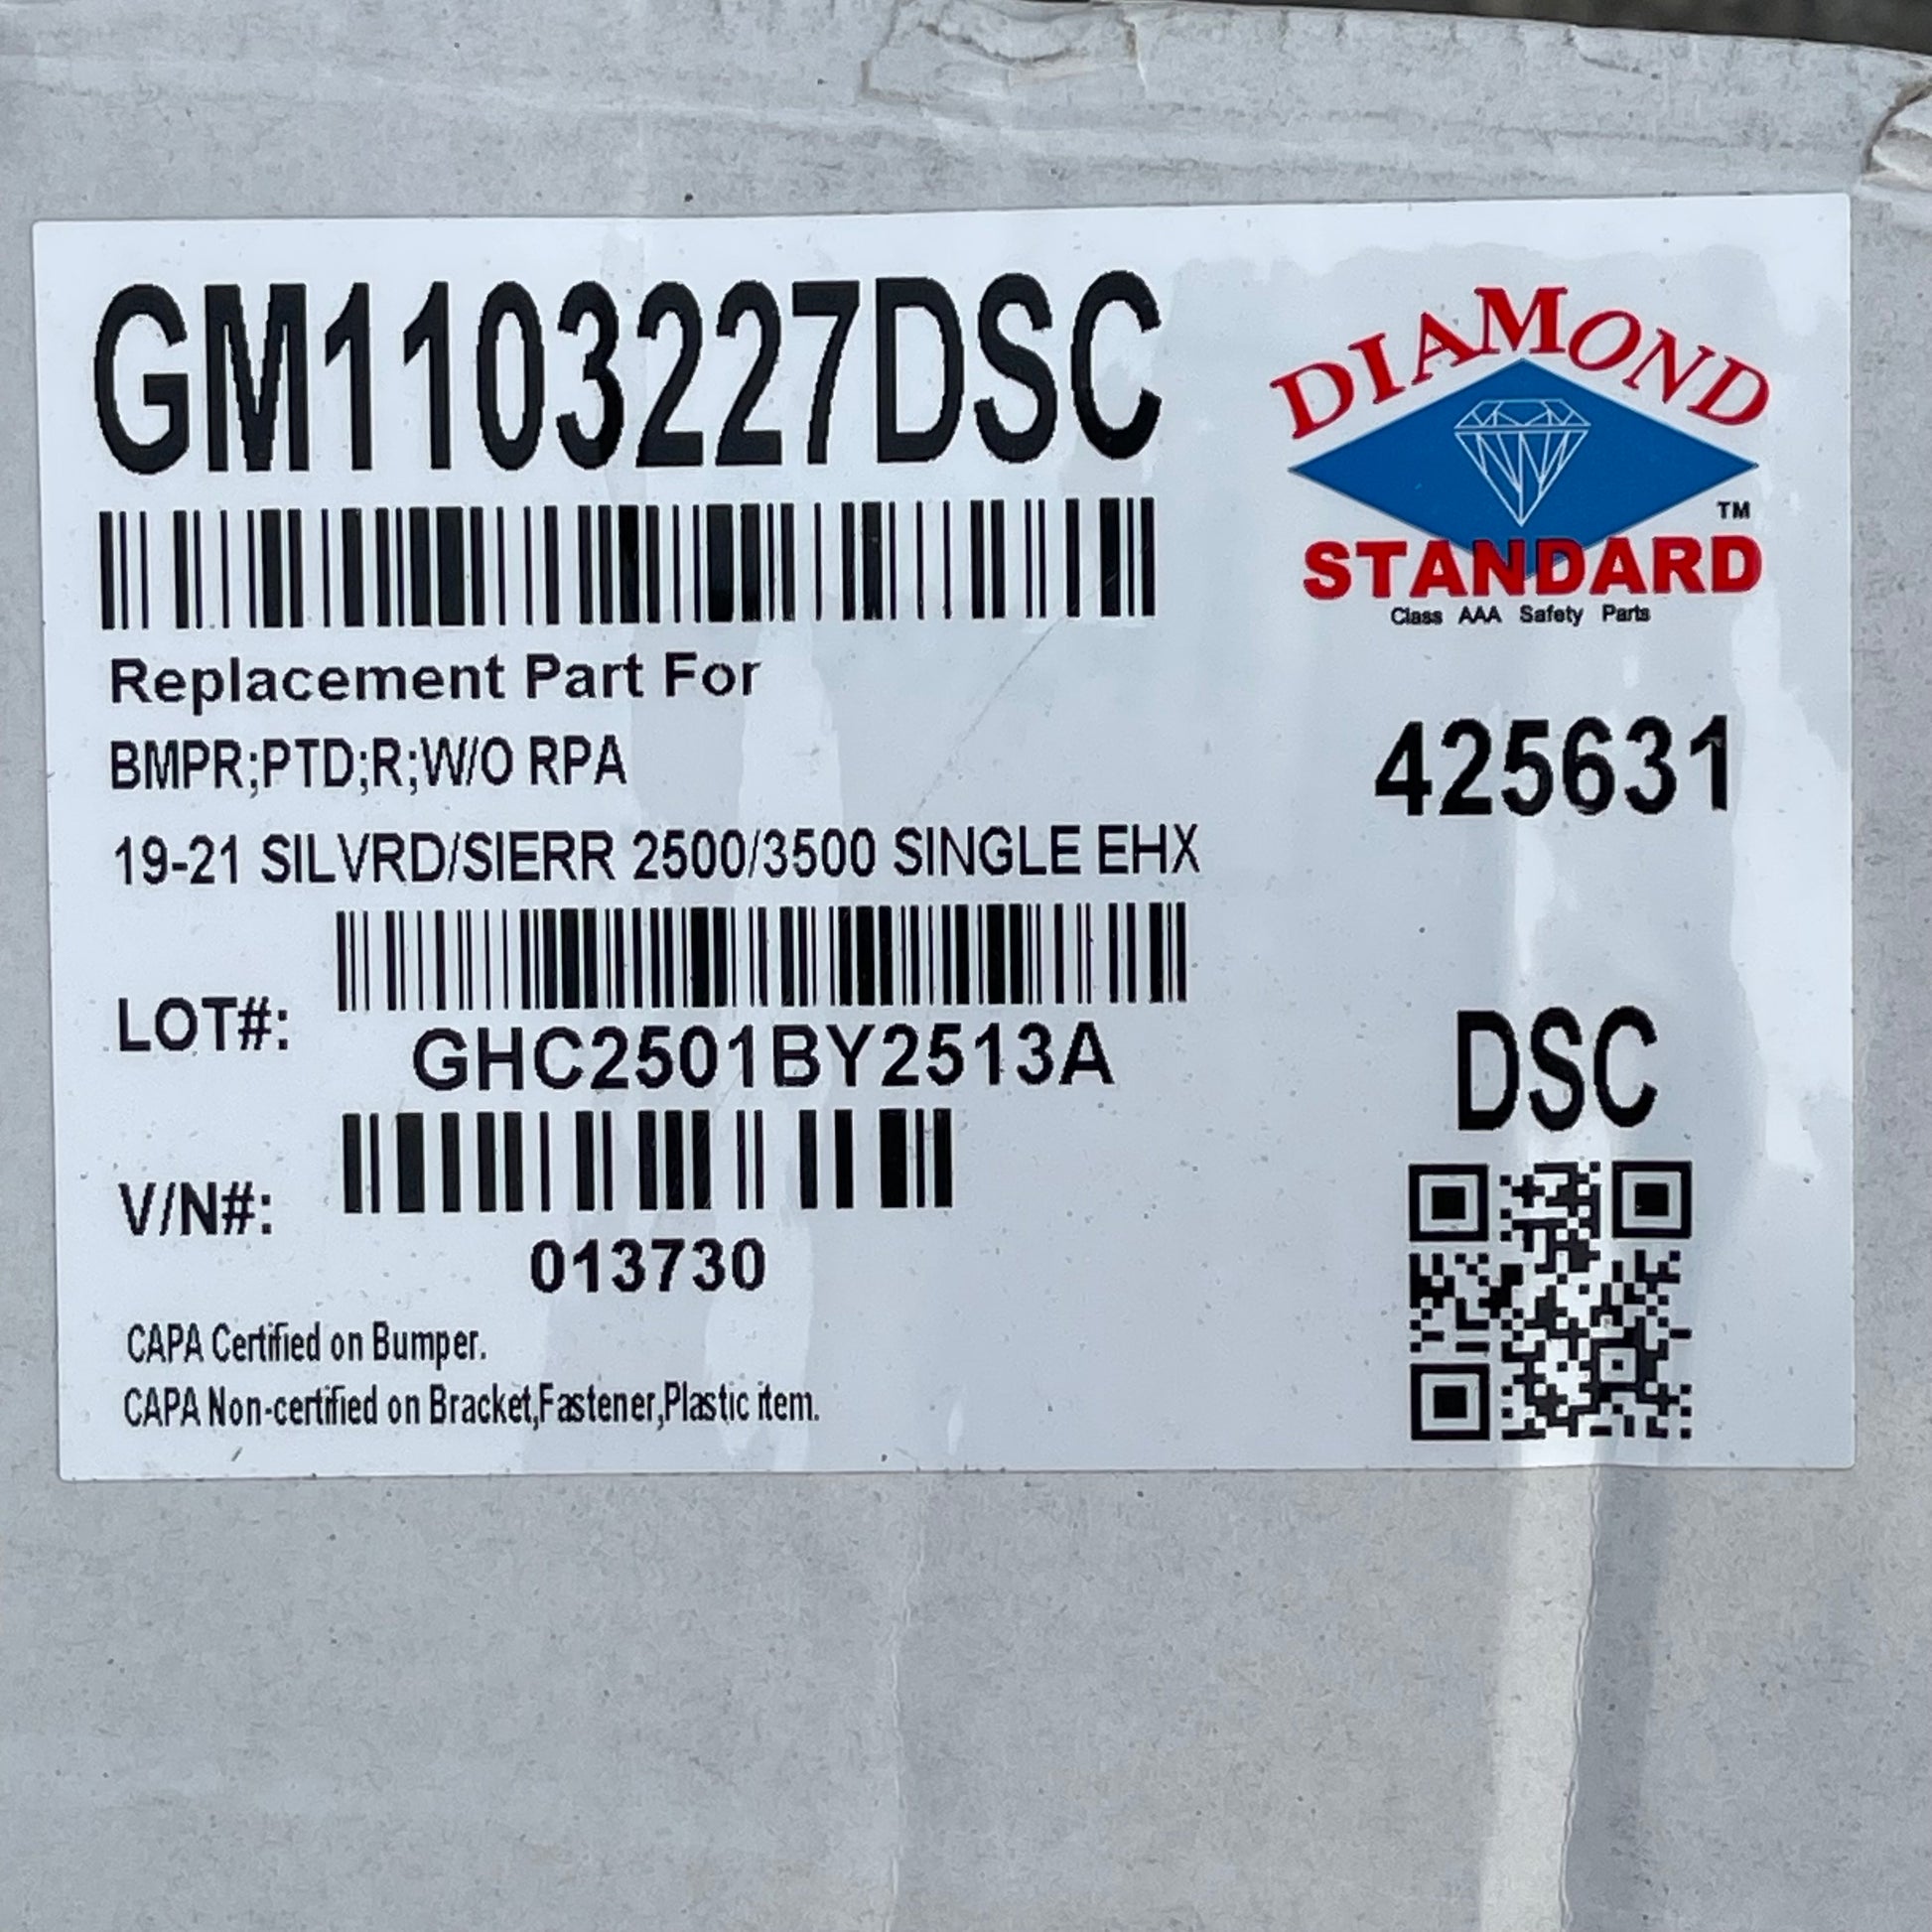 GM1103227DSC
DIAMOND
STANDARD
TM
Class AAA Safety Parts
Replacement Part For
BMPR;PTD;R;W/O RPA
19-21 SILVRD/SIERR 2500/3500 SINGLE EHX
425631
LOT#:
GHC2501BY2513A
DSC
V/N#:
013730
CAPA Certified on Bumper.
CAPA Non-certified on Bracket,Fastener,Plastic item.